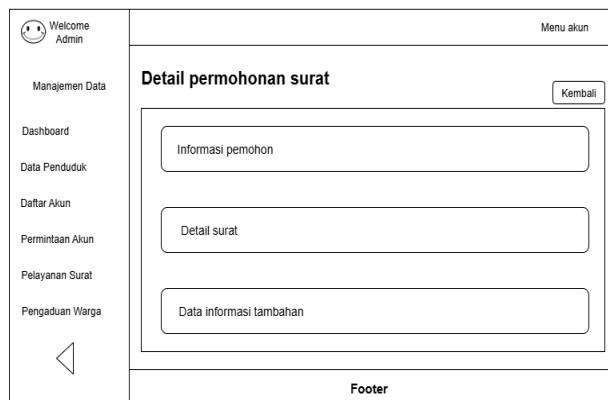 Welcome
Admin
Menu akun
Manajemen Data
Dashboard
Data Penduduk
Daftar Akun
Permintaan Akun
Pelayanan Surat
Pengaduan Warga
Detail permohonan surat
Kembali
Informasi pemohon
Detail surat
Data informasi tambahan
Footer